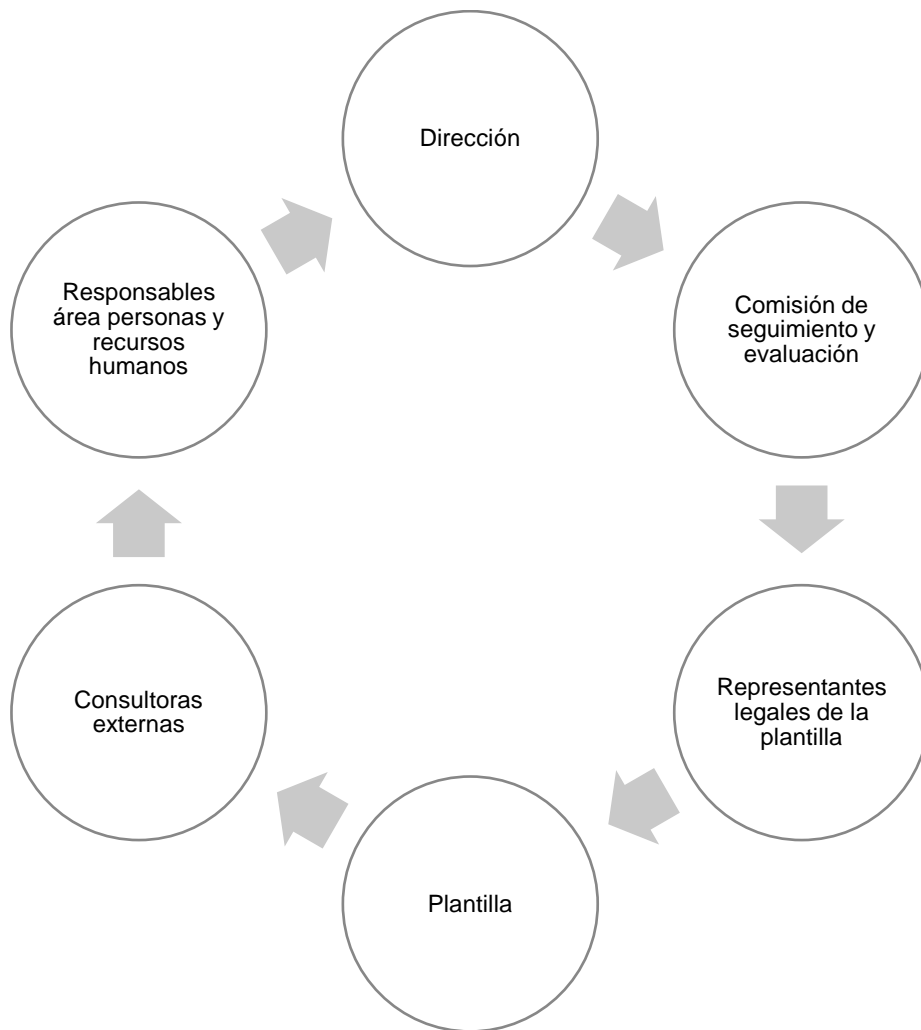 Dirección
Comisión de
seguimiento y
evaluación
Representantes
legales de la
plantilla
Plantilla
Consultoras
externas
Responsables
área personas y
recursos
humanos